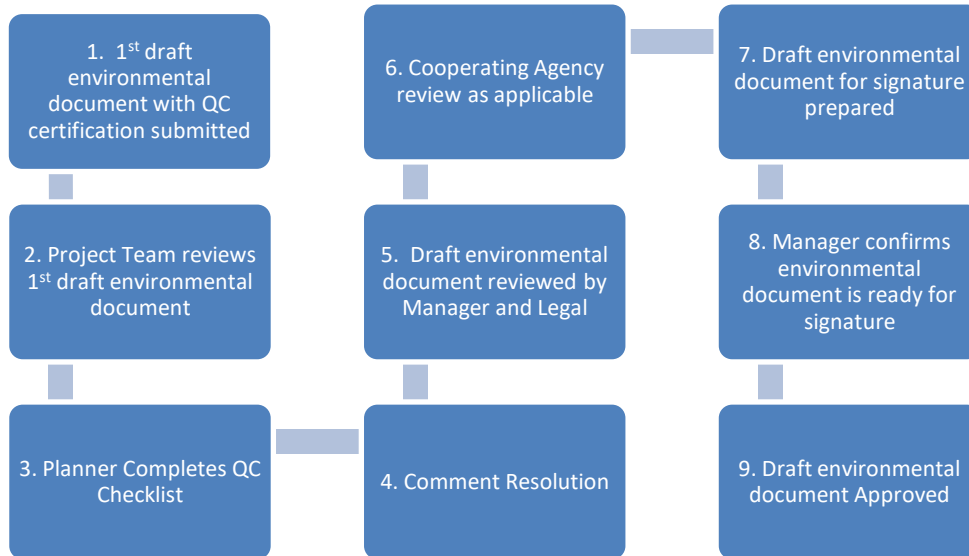 1. 1st draft
environmental
document with QC
certification submitted
2. Project Team reviews
1st draft environmental
document
3. Planner Completes QC
Checklist
4. Comment Resolution
5. Draft environmental
document reviewed by
Manager and Legal
6. Cooperating Agency
review as applicable
7. Draft environmental
document for signature
prepared
8. Manager confirms
environmental
document is ready for
signature
9. Draft environmental
document Approved